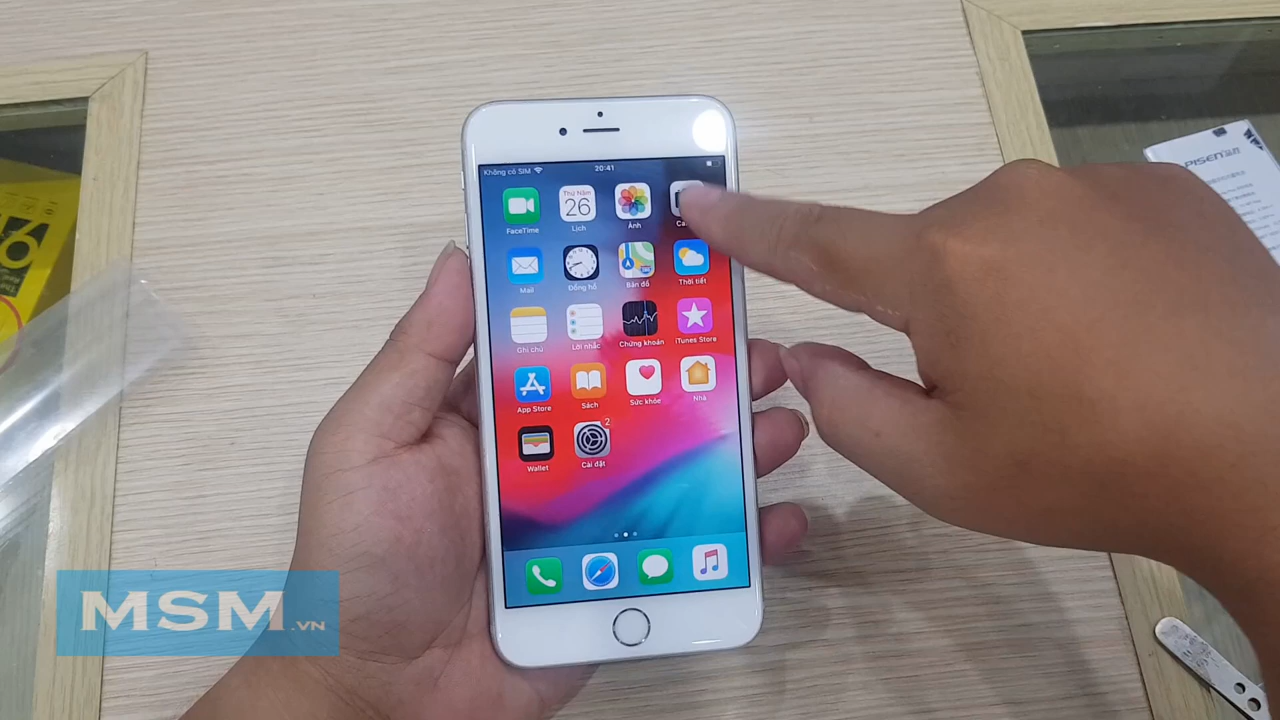 Không có SIM
20:41
FaceTime
Thứ Năm
26
Lịch
Ảnh
Mail
Đồng hồ
Bản đồ
Thời tiết
Ghi chú
Lời nhắc
Chứng khoán
iTunes Store
App Store
Sách
Sức khỏe
Nhà
Wallet
2
Cài đặt
PISEN
MSM.VN